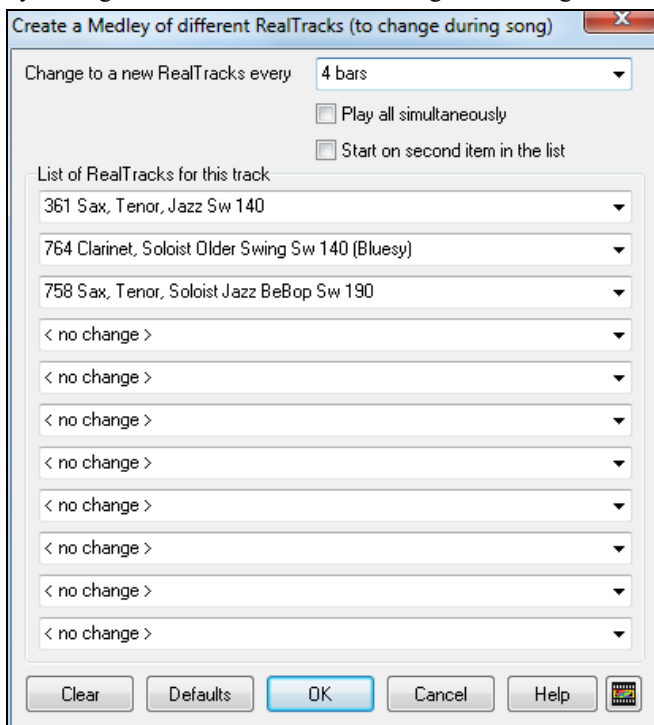 Create a Medley of different RealTracks (to change during song)
Change to a new RealTracks every 4 bars
Play all simultaneously
Start on second item in the list
List of RealTracks for this track
361 Sax, Tenor, Jazz Sw 140
764 Clarinet, Soloist Older Swing Sw 140 (Bluesy)
758 Sax, Tenor, Soloist Jazz BeBop Sw 190
< no change >
< no change >
< no change >
< no change >
< no change >
< no change >
< no change >
< no change >
Clear Defaults OK Cancel Help